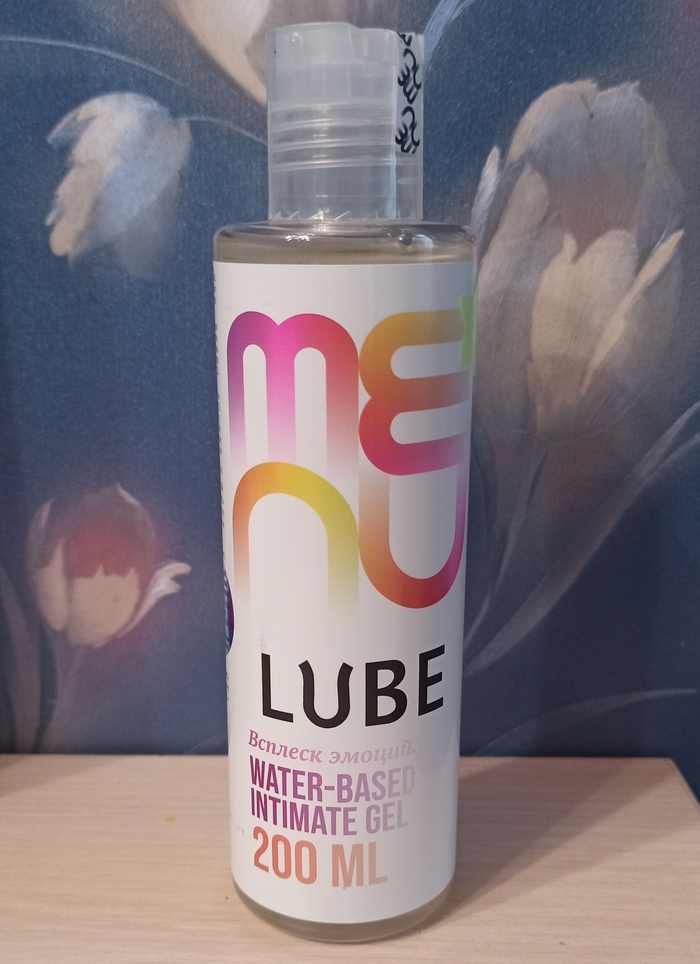 me
nu
LUBE
Всплеск эмоций...
WATER-BASED
INTIMATE GEL
200 ML